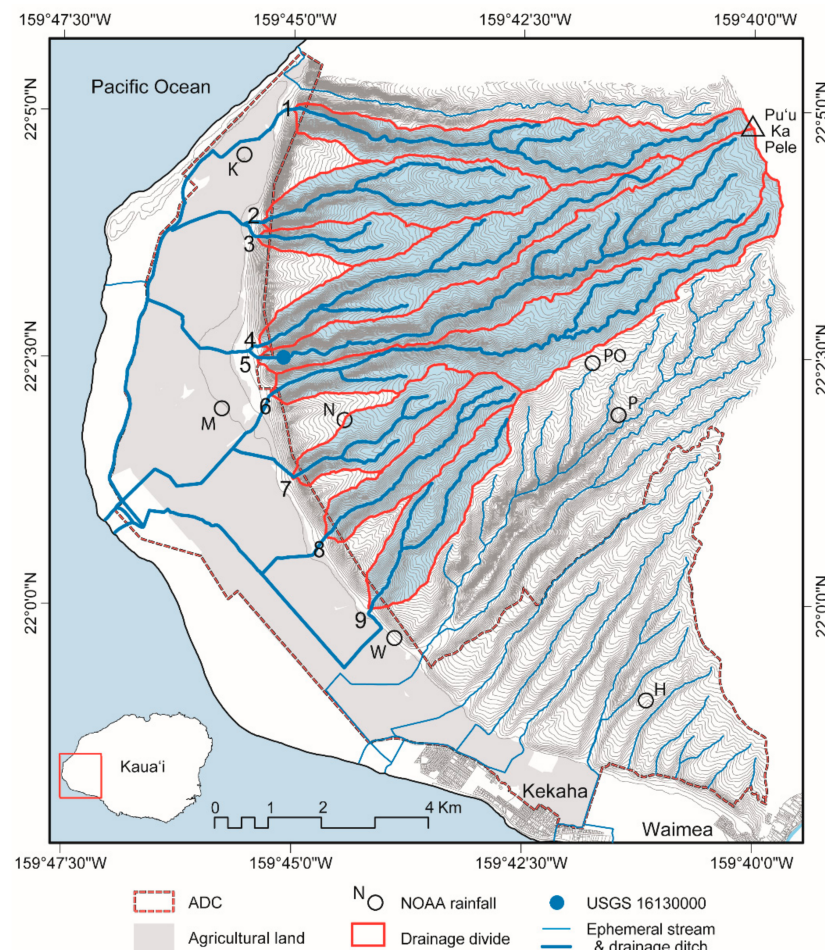 159°47'30"W 159°45'0"W 159°42'30"W 159°40'0"W
Pacific Ocean
22°5'0"N
22°5'0"N
1
Pu'u
Ka
Pele
K
2
3
4
5
22°2'30"N
22°2'30"N
PO
6
M
N
P
7
8
22°0'0"N
22°0'0"N
9
W
H
Kaua'i
0 1 2 4 Km
Kekaha
Waimea
159°47'30"W 159°45'0"W 159°42'30"W 159°40'0"W
ADC
N NOAA rainfall
USGS 16130000
Agricultural land
Drainage divide
Ephemeral stream
& drainage ditch